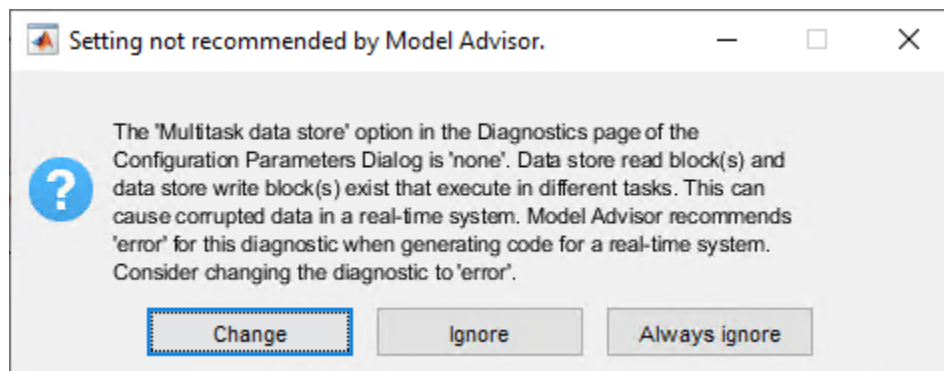 Setting not recommended by Model Advisor.
The 'Multitask data store' option in the Diagnostics page of the
Configuration Parameters Dialog is 'none'. Data store read block(s) and
data store write block(s) exist that execute in different tasks. This can
cause corrupted data in a real-time system. Model Advisor recommends
'error' for this diagnostic when generating code for a real-time system.
Consider changing the diagnostic to 'error'.
Change Ignore Always ignore